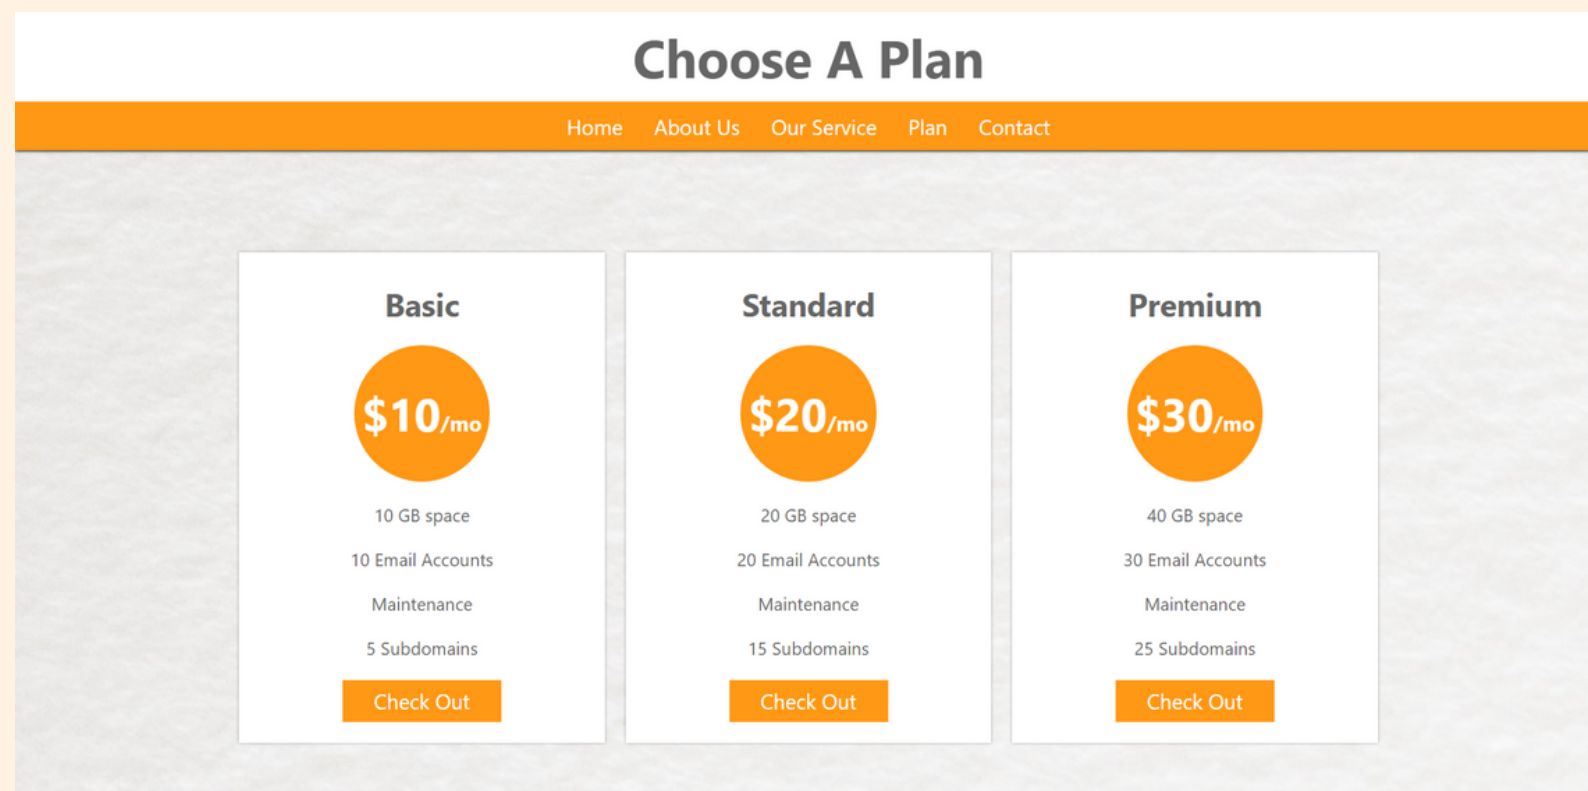 Choose A Plan
Home About Us Our Service Plan Contact
Basic
$10/mo
10 GB space
10 Email Accounts
Maintenance
5 Subdomains
Check Out
Standard
$20/mo
20 GB space
20 Email Accounts
Maintenance
15 Subdomains
Check Out
Premium
$30/mo
40 GB space
30 Email Accounts
Maintenance
25 Subdomains
Check Out